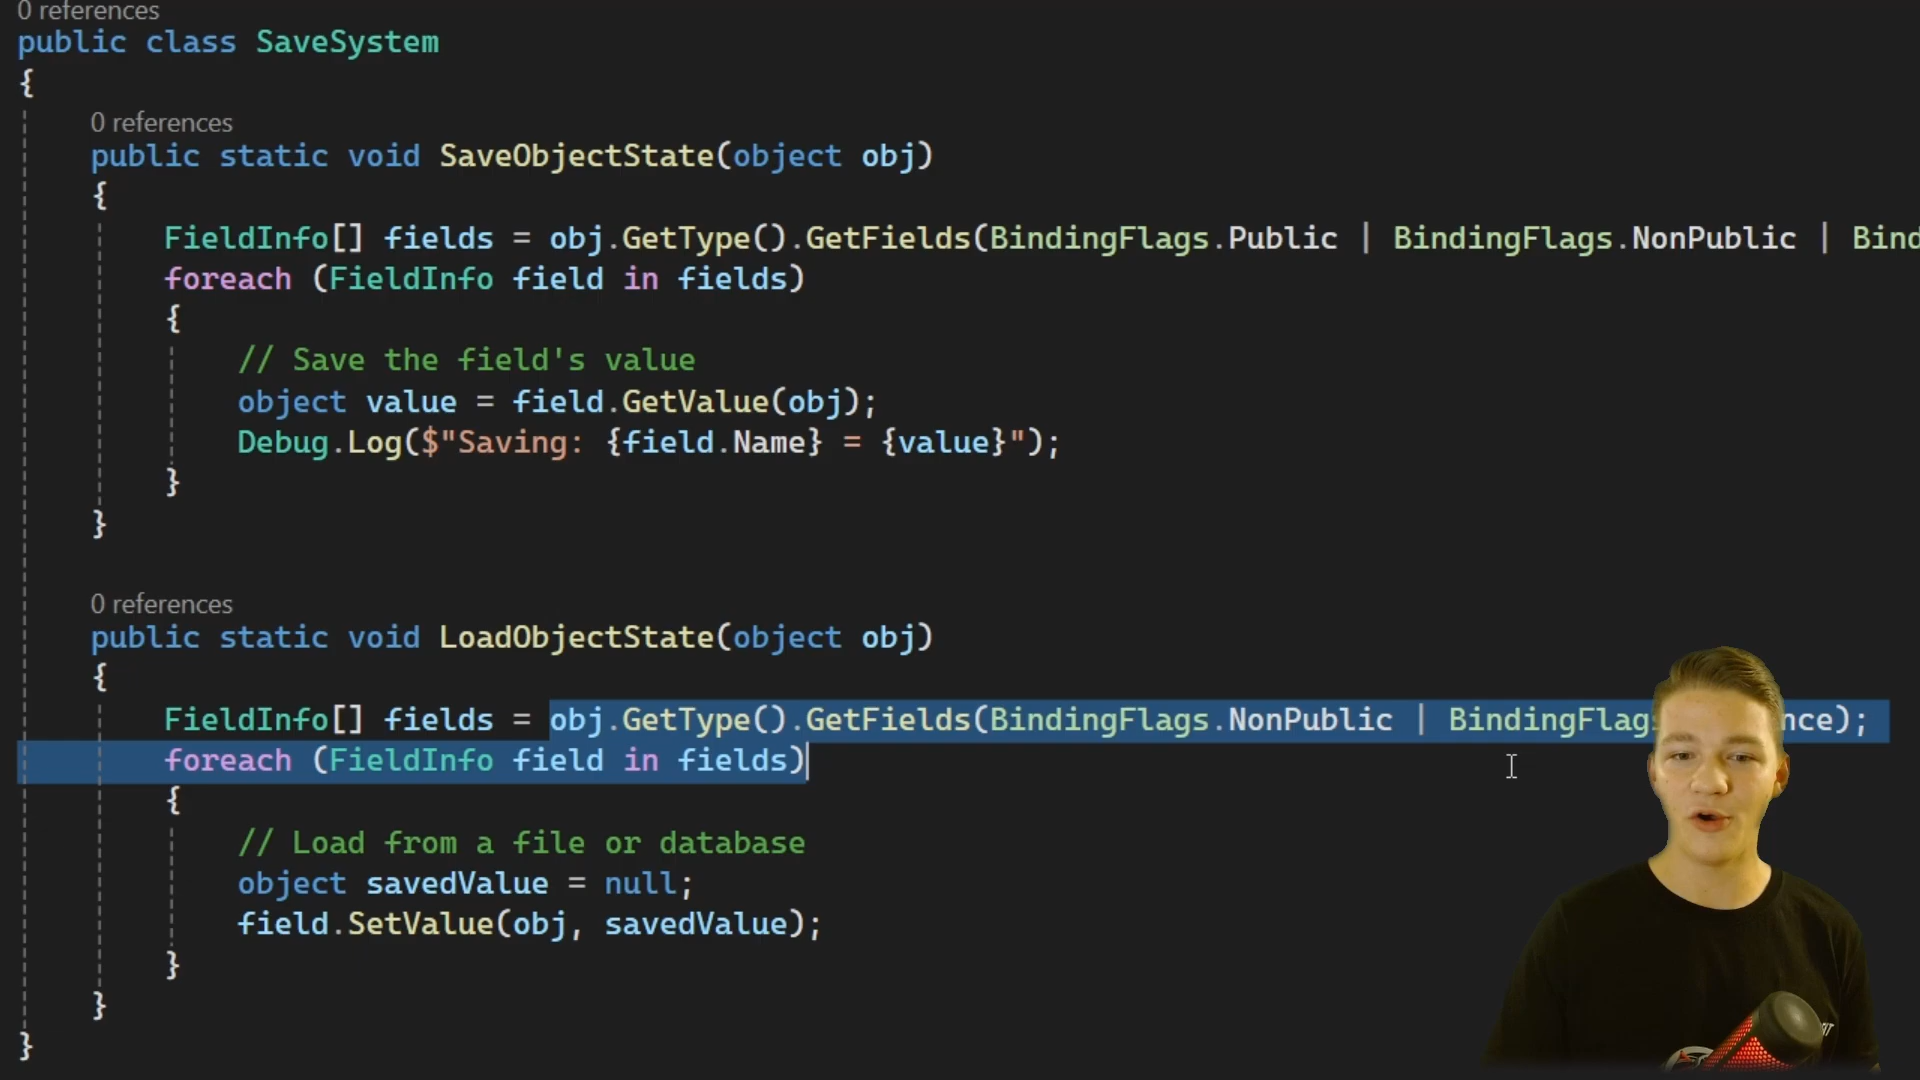 0 references
public class SaveSystem
{
0 references
public static void SaveObjectState(object obj)
{
FieldInfo[] fields = obj.GetType().GetFields(BindingFlags.Public | BindingFlags.NonPublic | Bind
foreach (FieldInfo field in fields)
{
// Save the field's value
object value = field.GetValue(obj);
Debug.Log($"Saving: {field.Name} = {value}");
}
}
0 references
public static void LoadObjectState(object obj)
{
FieldInfo[] fields = obj.GetType().GetFields(BindingFlags.NonPublic | BindingFlags nce);
foreach (FieldInfo field in fields)
{
// Load from a file or database
object savedValue = null;
field.SetValue(obj, savedValue);
}
}
}